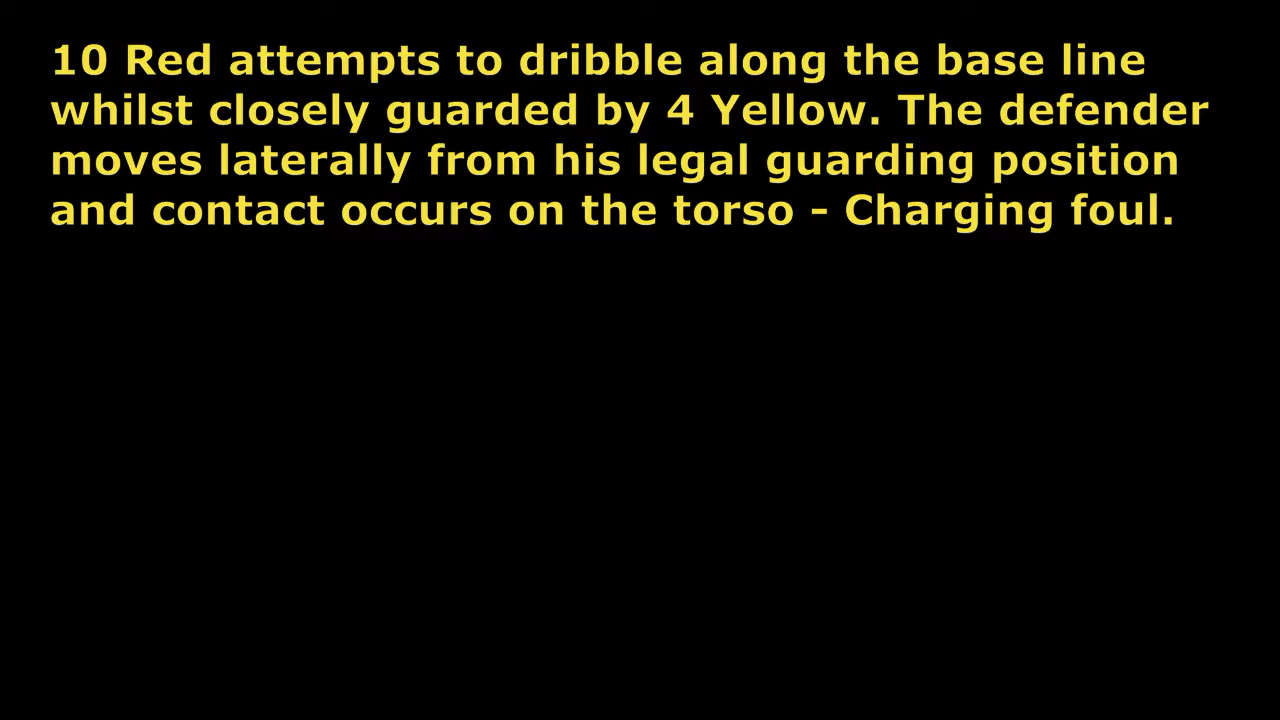 10 Red attempts to dribble along the base line
whilst closely guarded by 4 Yellow. The defender
moves laterally from his legal guarding position
and contact occurs on the torso - Charging foul.